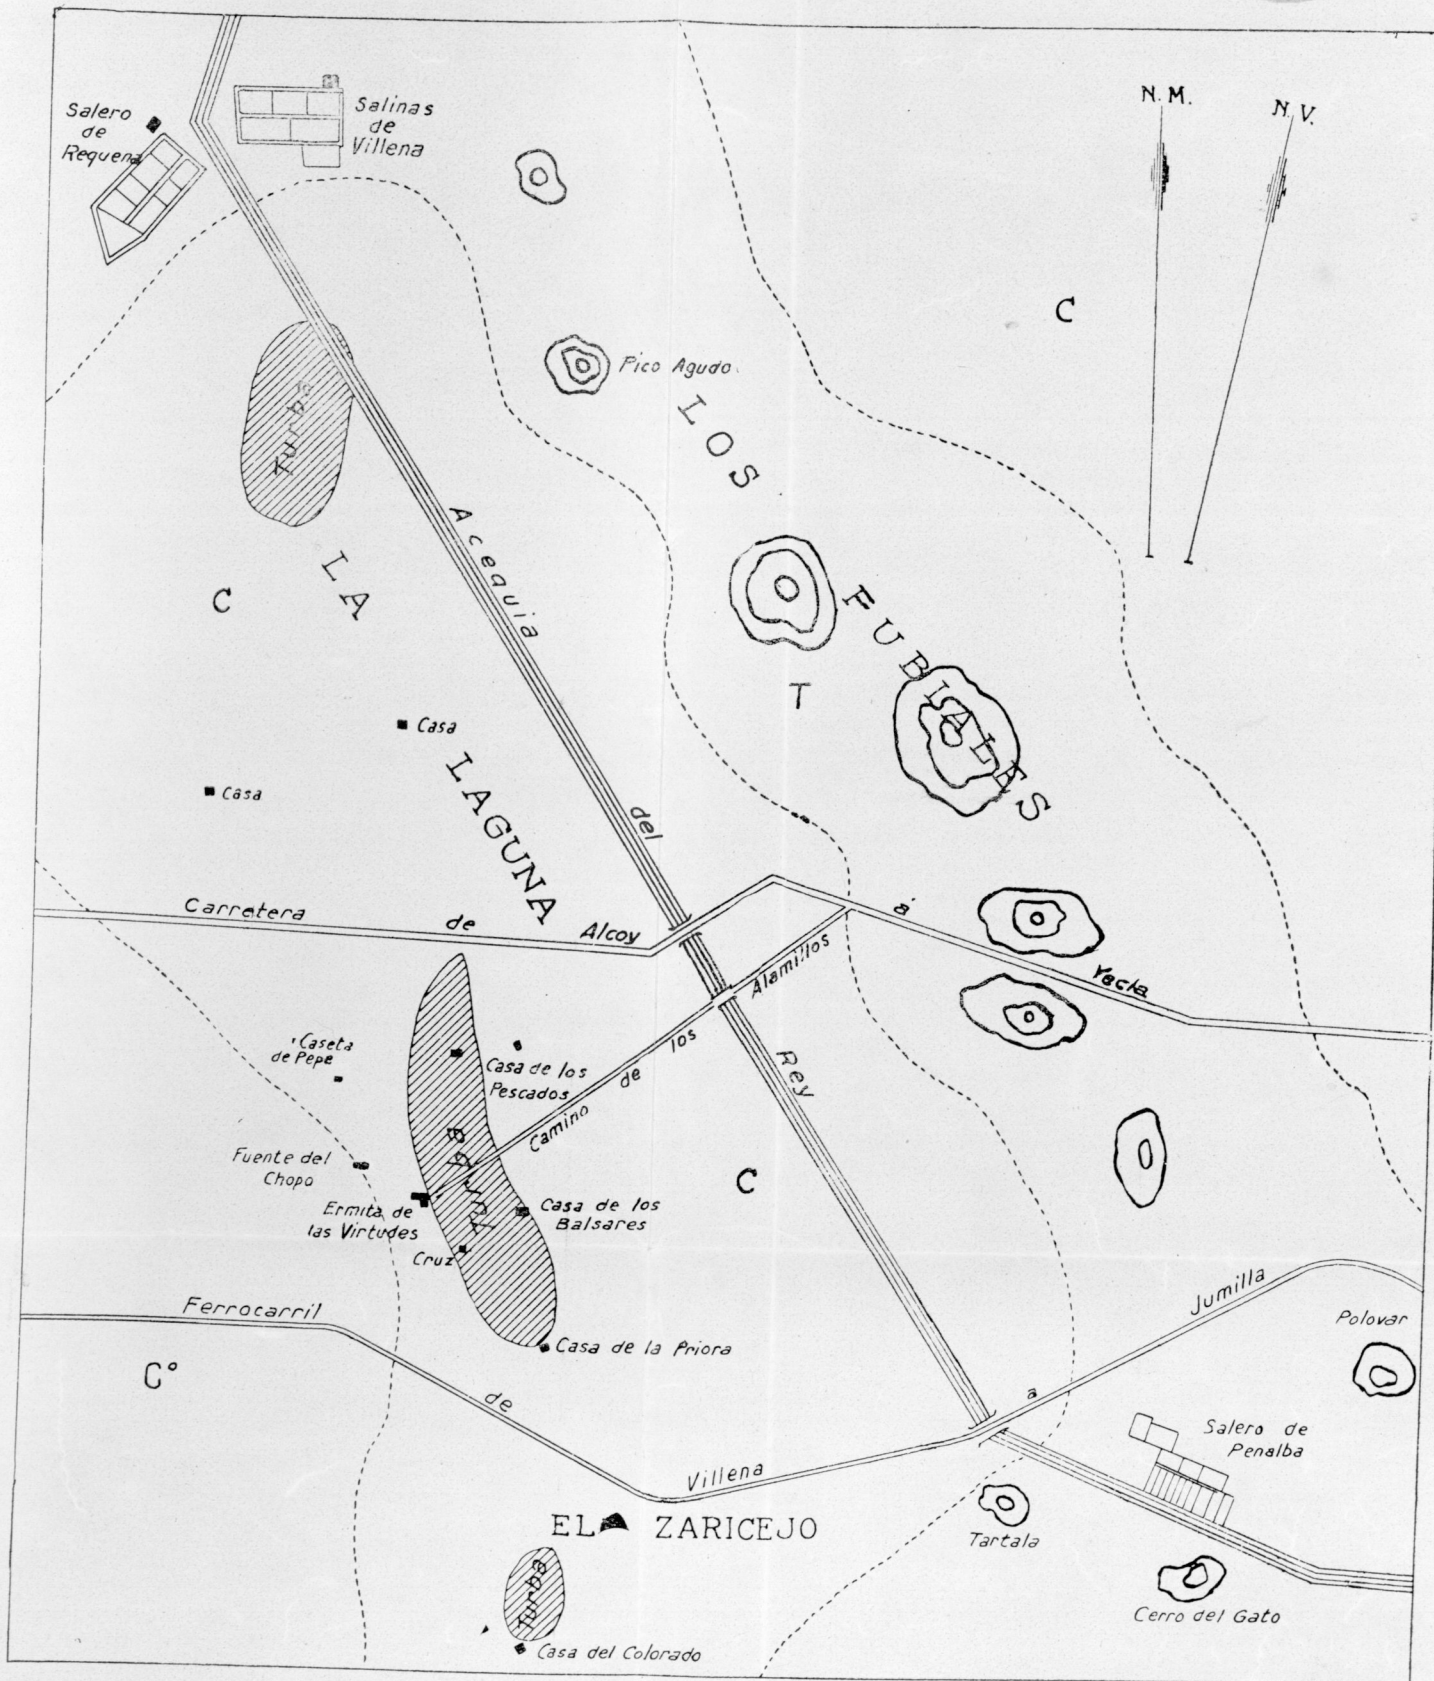 N. M.
N. V.
Salero
de
Requena
Salinas
de
Villena
C
Pico Agudo
LOS
FUBIALES
Turba
Acequia del Rey
LA
LAGUNA
C
T
Casa
Casa
Carretera de Alcoy á Yecla
Camino de los Alamillos
Caseta
de Pepe
Casa de los
Pescados
Turba
Fuente del
Chopo
C
Ermita de
las Virtudes
Casa de los
Balsares
Cruz
Ferrocarril de Villena a Jumilla
Polovar
Casa de la Priora
C°
Salero de
Penalba
EL ZARICEJO
Tartala
Turba
Cerro del Gato
Casa del Colorado